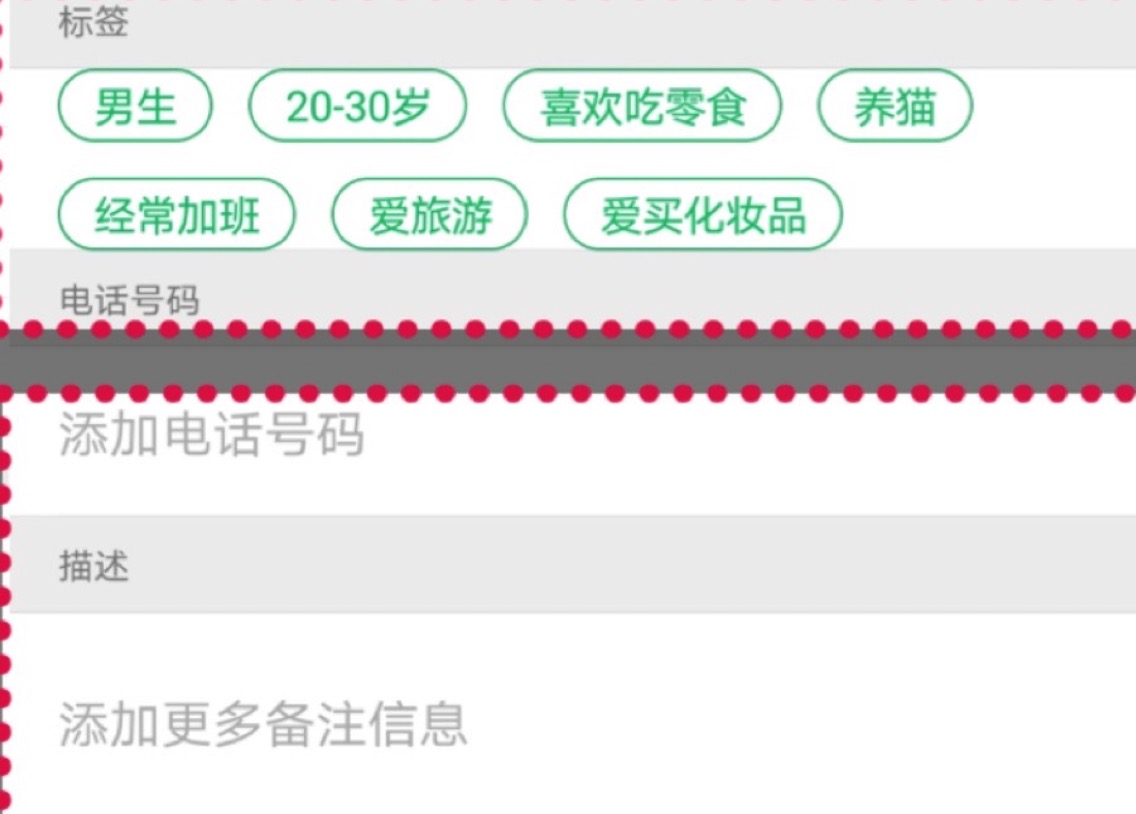 标签
男生 20-30岁 喜欢吃零食 养猫
经常加班 爱旅游 爱买化妆品
电话号码
添加电话号码
描述
添加更多备注信息